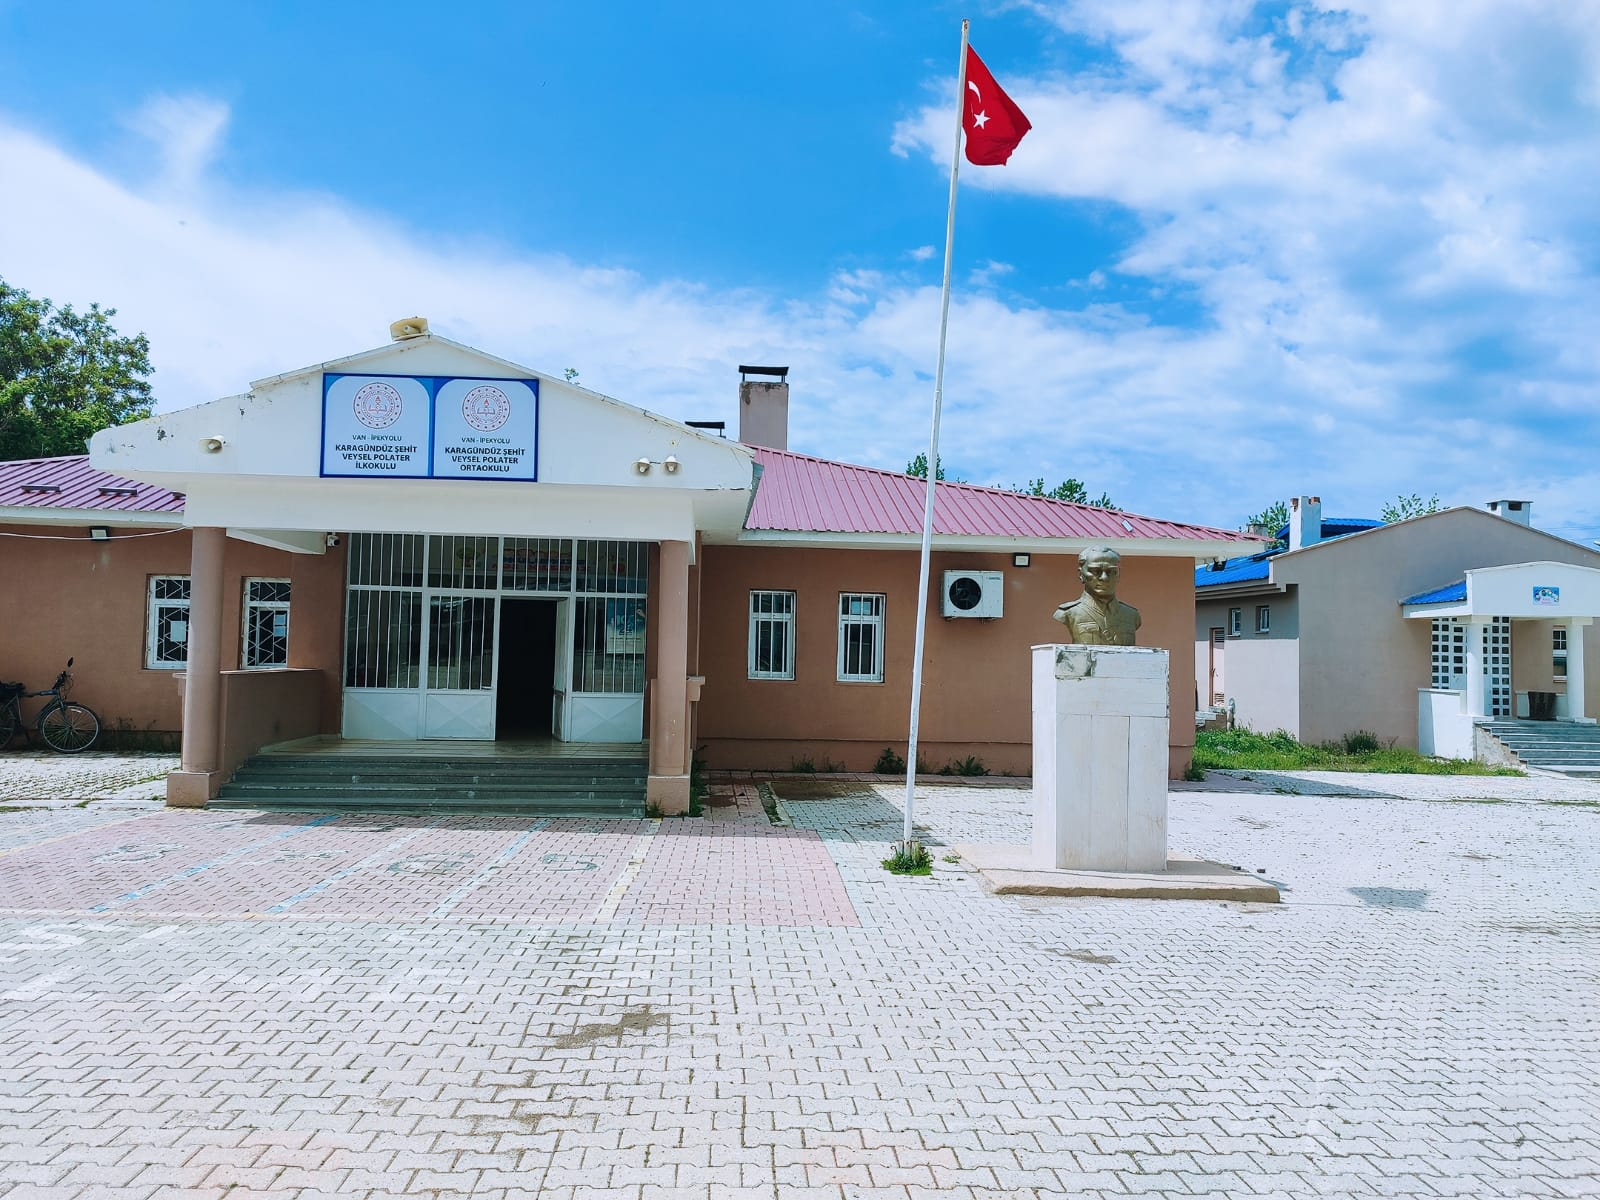 VAN - İPEKYOLU
KARAGÜNDÜZ ŞEHİT
VEYSEL POLATER
İLKOKULU
VAN - İPEKYOLU
KARAGÜNDÜZ ŞEHİT
VEYSEL POLATER
ORTAOKULU